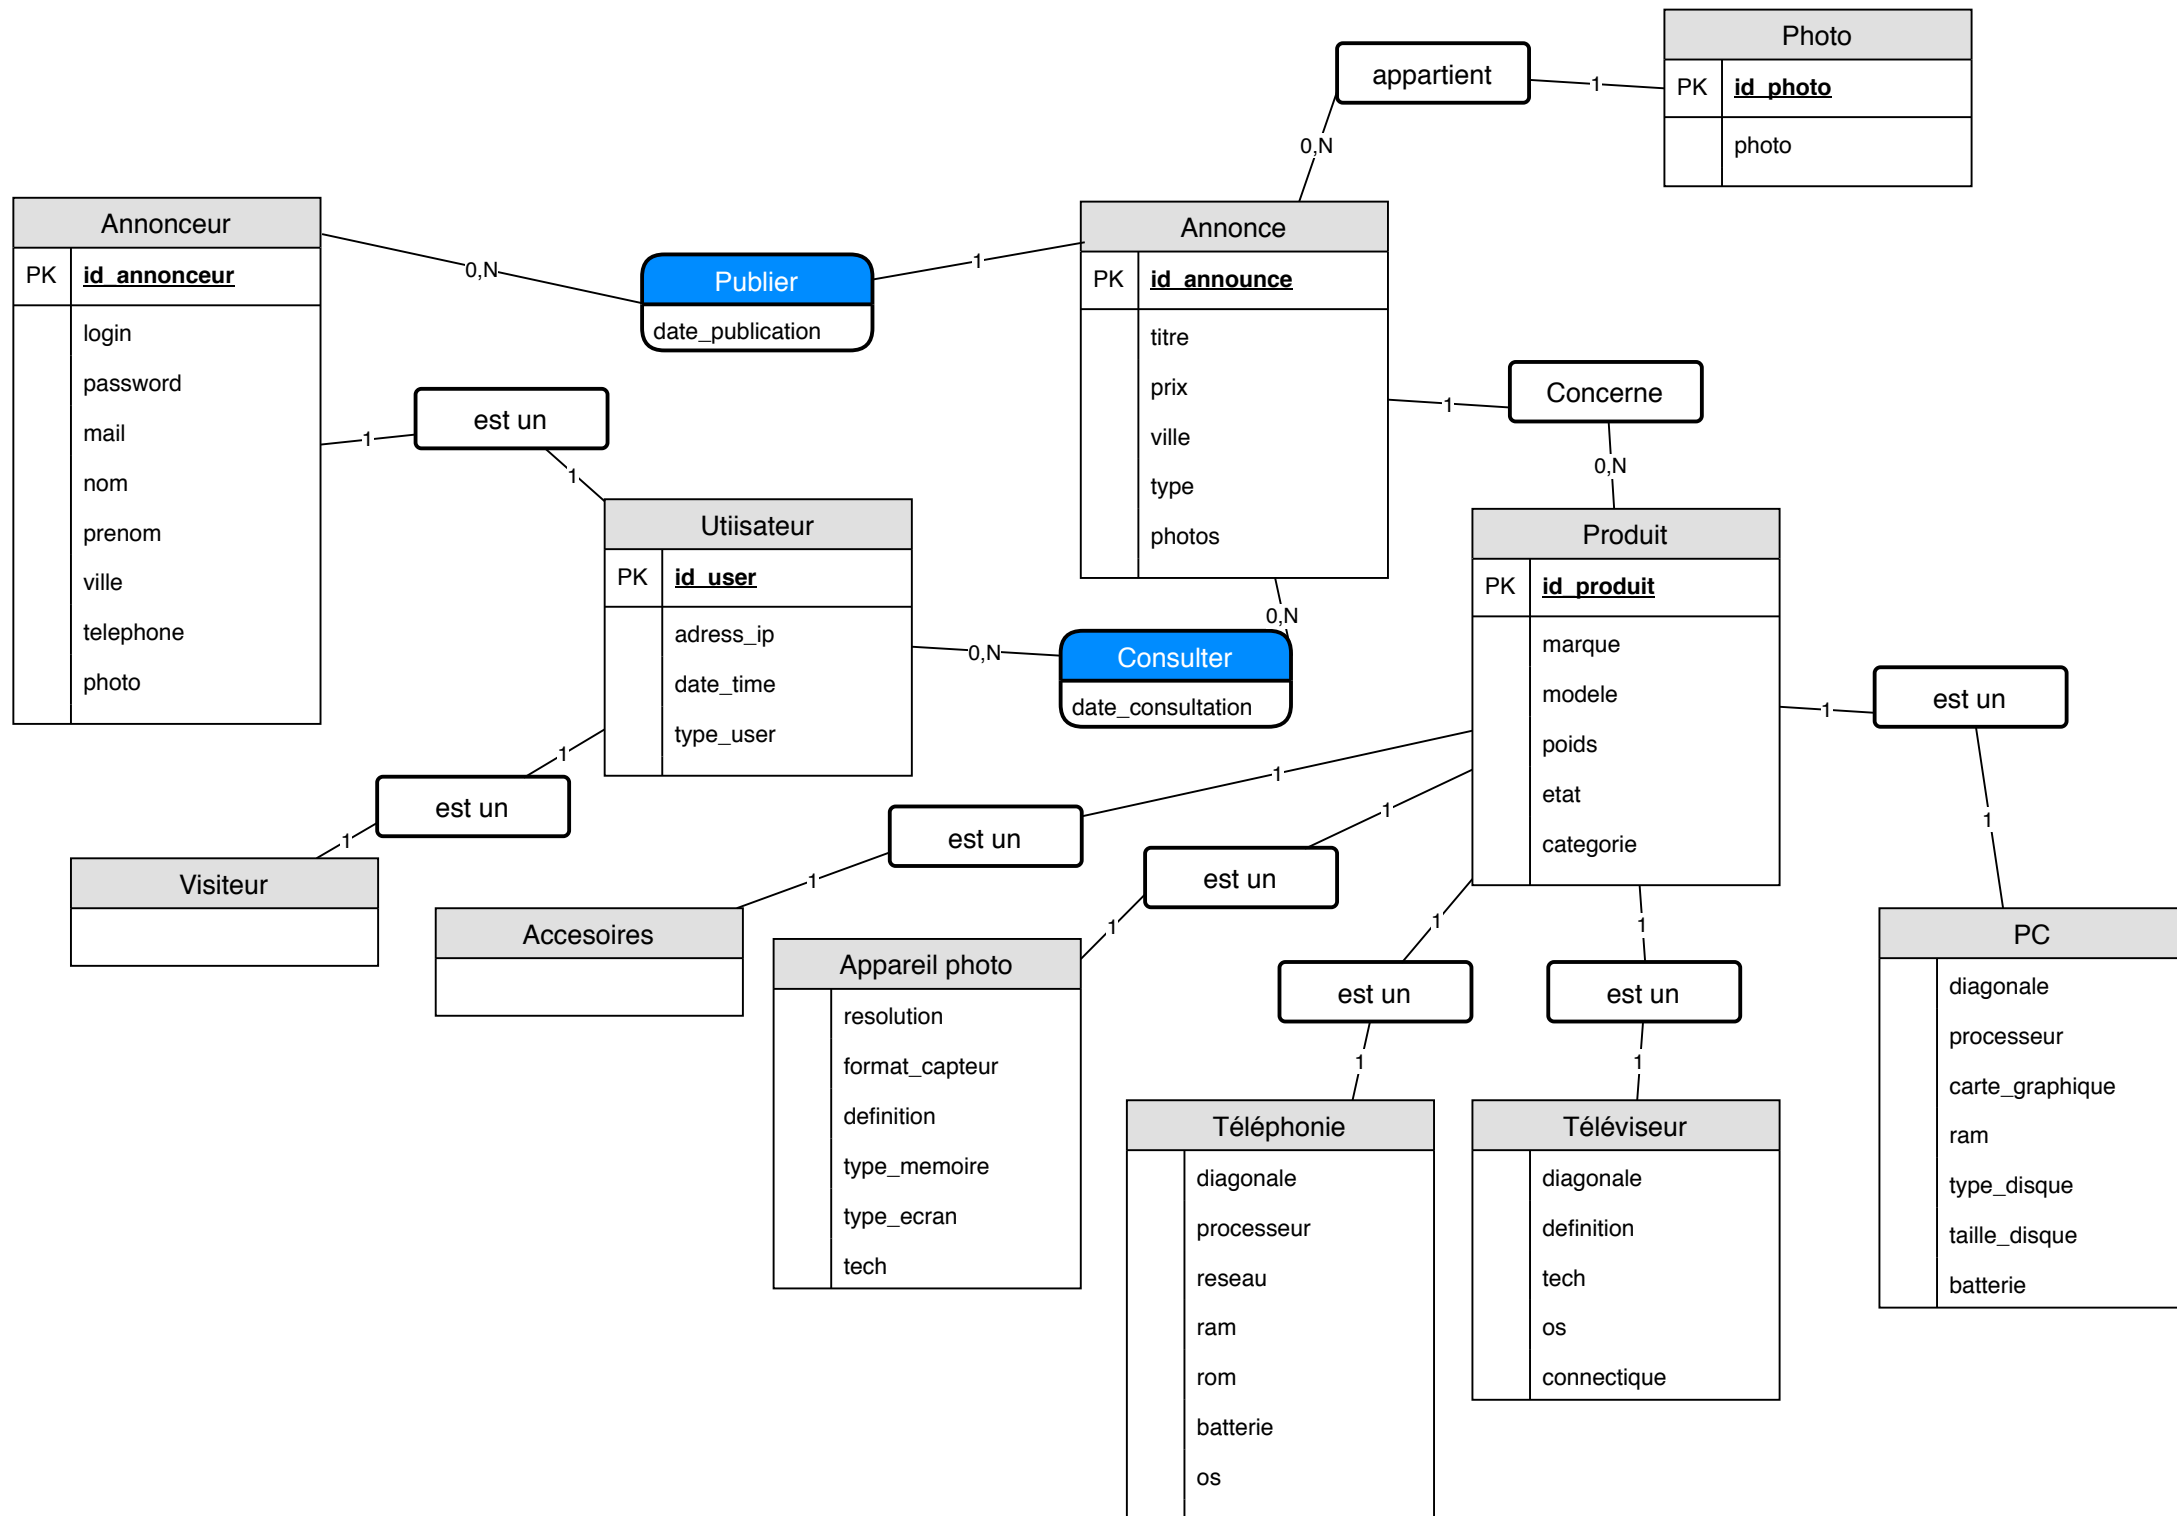 Photo
PK id_photo
photo
appartient
1
0,N
Annonceur
PK id_annonceur
login
password
mail
nom
prenom
ville
telephone
photo
0,N
Publier
date_publication
1
Annonce
PK id_announce
titre
prix
ville
type
photos
1
Concerne
0,N
1
est un
1
Utiisateur
PK id_user
adress_ip
date_time
type_user
0,N
Consulter
date_consultation
0,N
Produit
PK id_produit
marque
modele
poids
etat
categorie
1
est un
1
1
est un
1
Visiteur
1
est un
1
Accesoires
1
est un
1
Appareil photo
resolution
format_capteur
definition
type_memoire
type_ecran
tech
1
est un
1
Téléphonie
diagonale
processeur
reseau
ram
rom
batterie
os
1
est un
1
Téléviseur
diagonale
definition
tech
os
connectique
PC
diagonale
processeur
carte_graphique
ram
type_disque
taille_disque
batterie